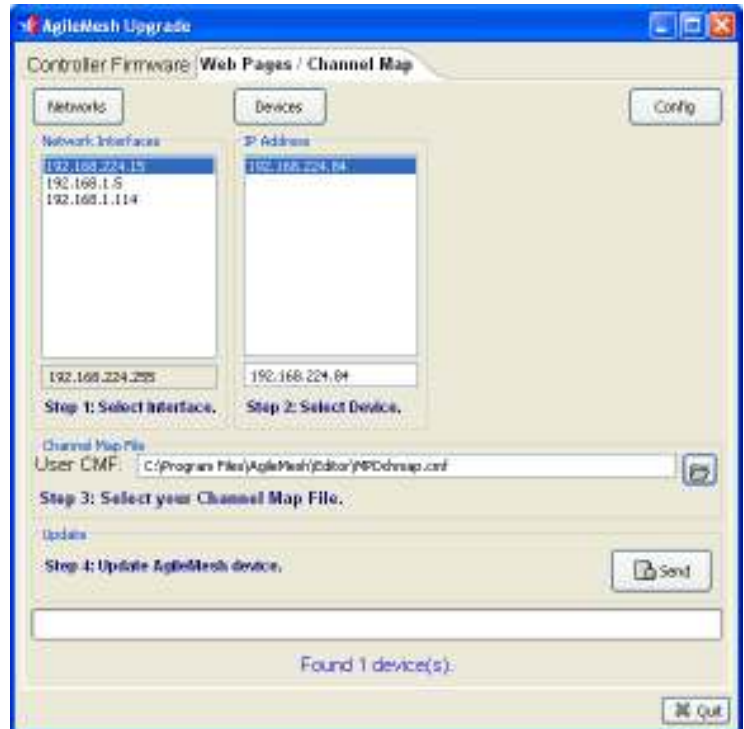 AgileMesh Upgrade
Controller Firmware Web Pages / Channel Map
Networks Devices Config
Network Interfaces IP Address
192.168.224.15 192.168.224.84
192.168.1.5
192.168.1.114
192.168.224.255 192.168.224.84
Step 1: Select Interface. Step 2: Select Device.
Channel Map File
User CMF: C:\Program Files\AgileMesh\Editor\MPDchmap.cmf
Step 3: Select your Channel Map File.
Update
Step 4: Update AgileMesh device.
Send
Found 1 device(s).
Quit